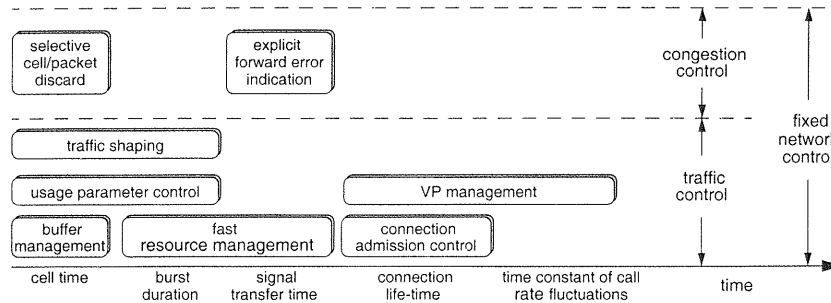 selective
cell/packet
discard
explicit
forward error
indication
congestion
control
fixed
network
control
traffic shaping
usage parameter control
VP management
traffic
control
buffer
management
fast
resource management
connection
admission control
cell time
burst
duration
signal
transfer time
connection
life-time
time constant of call
rate fluctuations
time